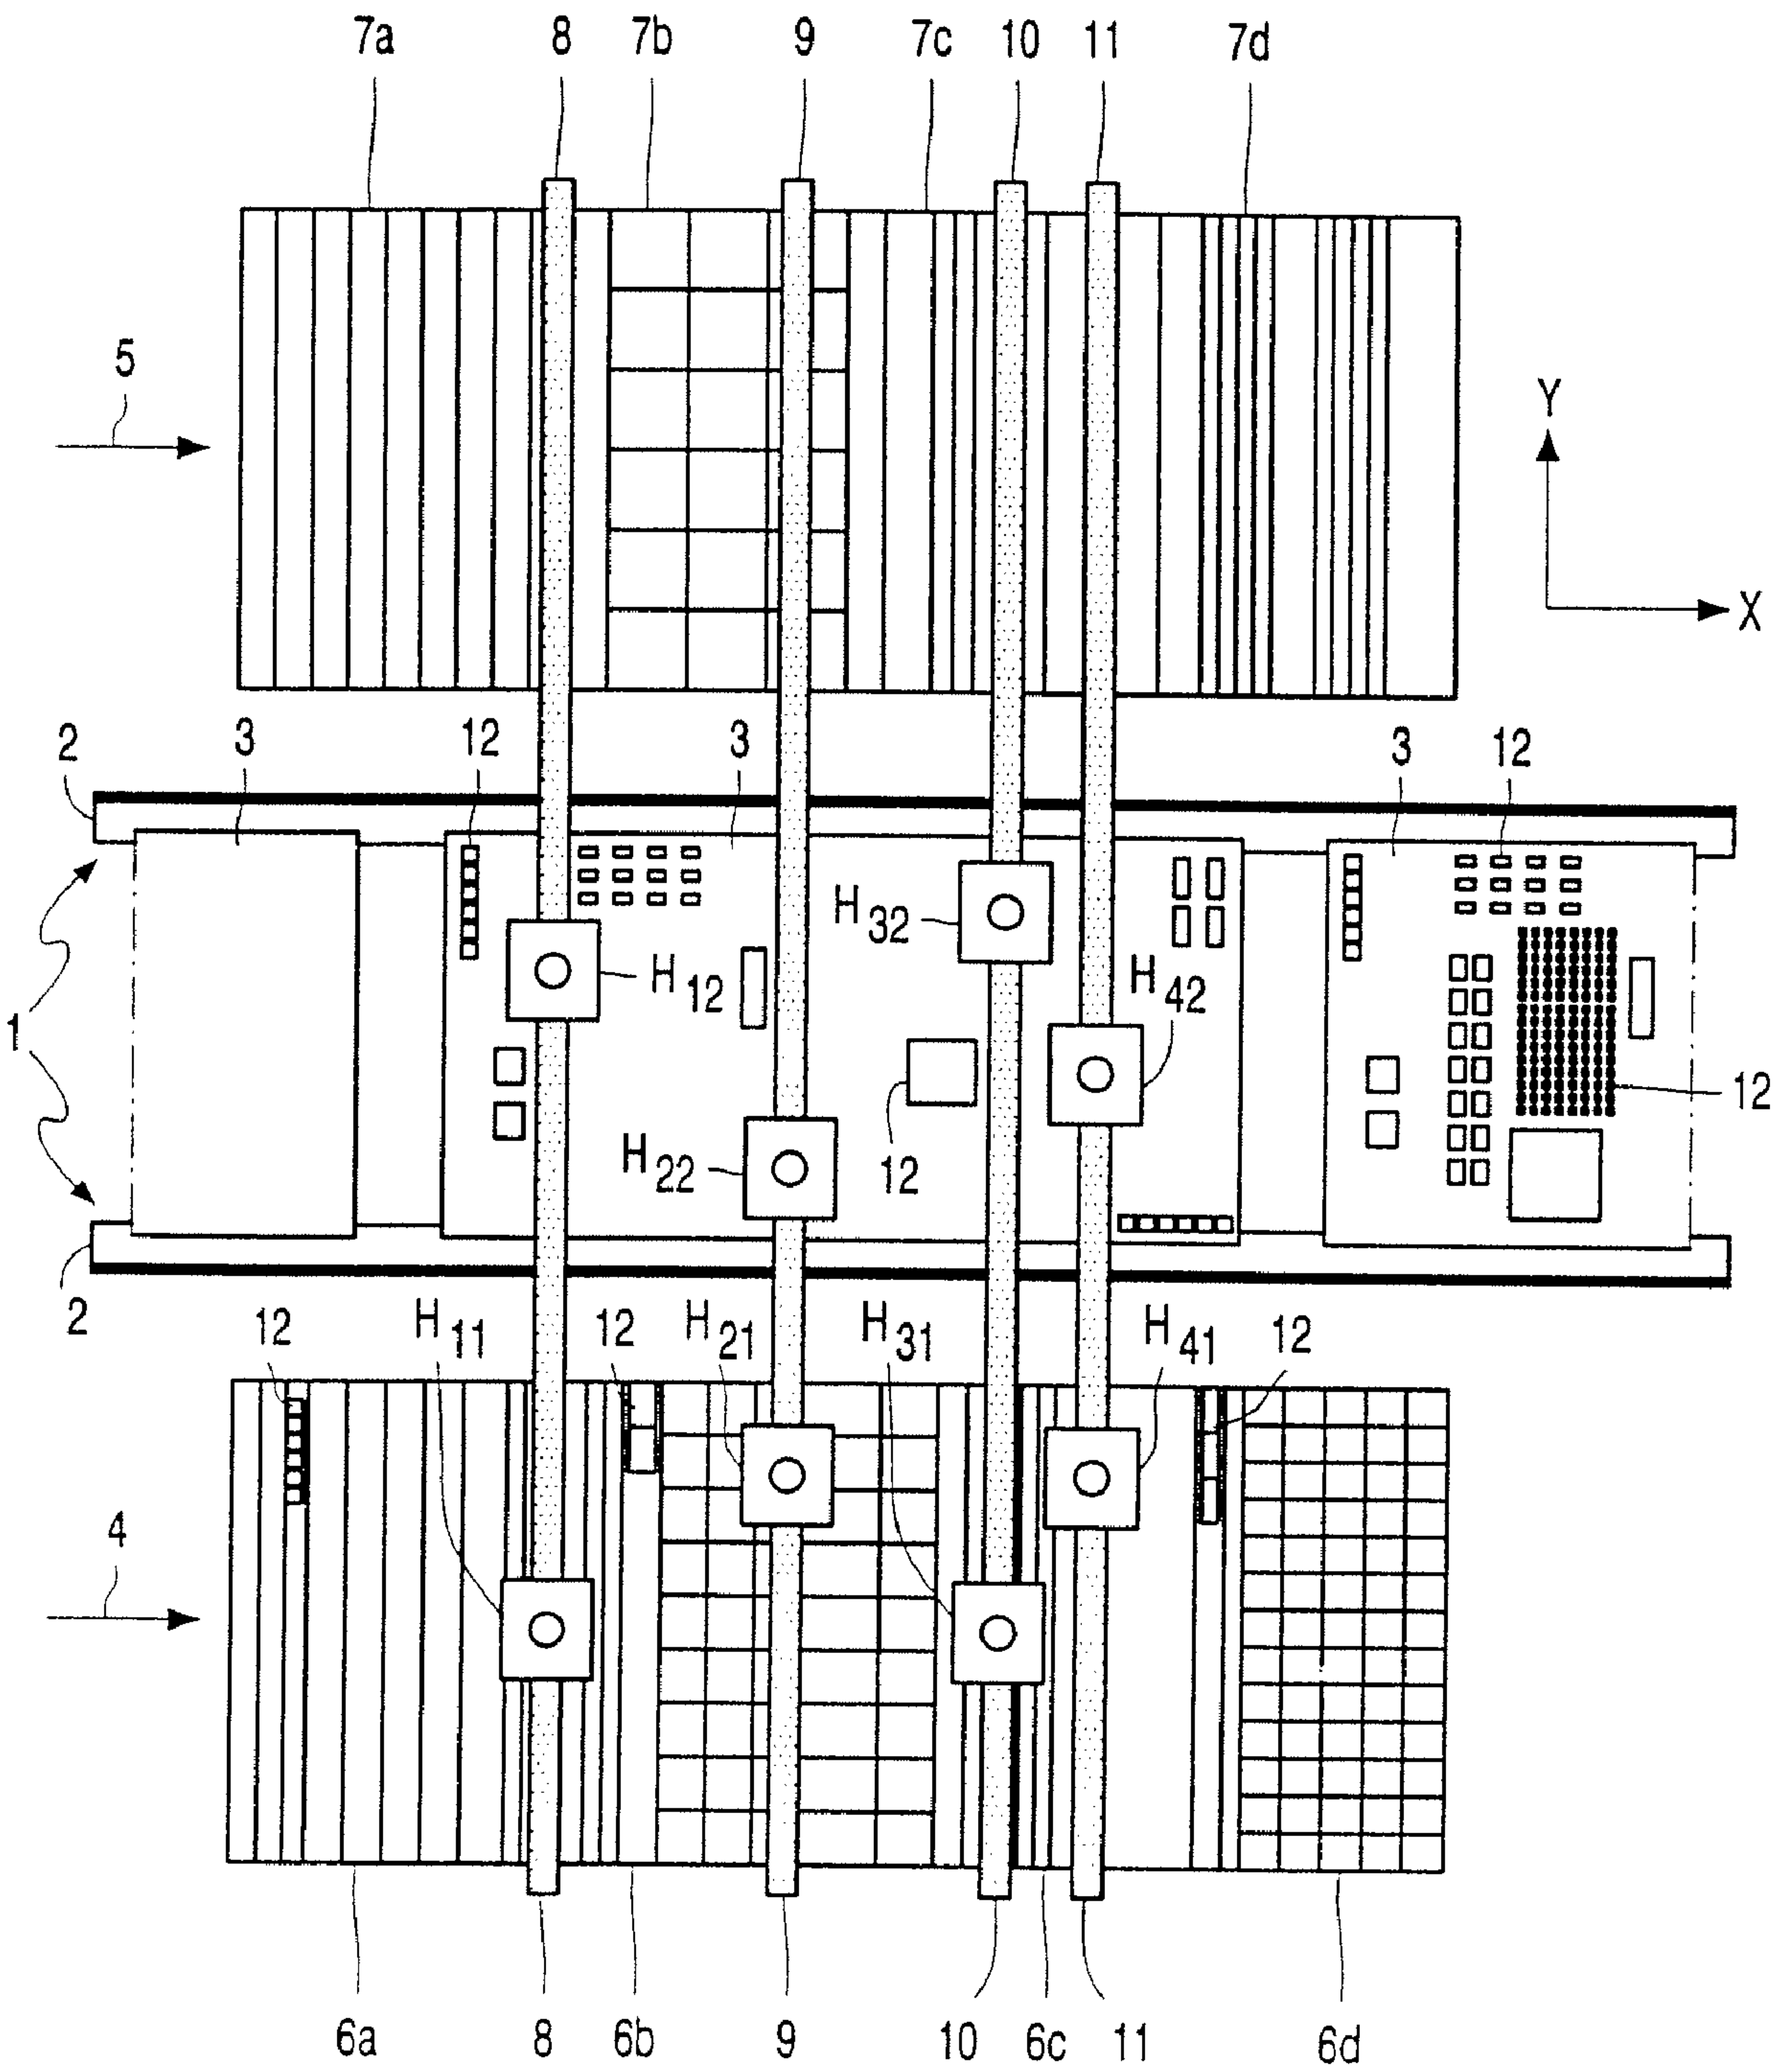 7a 8 7b 9 7c 10 11 7d
5
Y
X
2 3 12 3 3 12
H32
H12 H42
1
12
H22 12
2
12 H11 12 H21 H31 H41 12
4
6a 8 6b 9 10 6c 11 6d